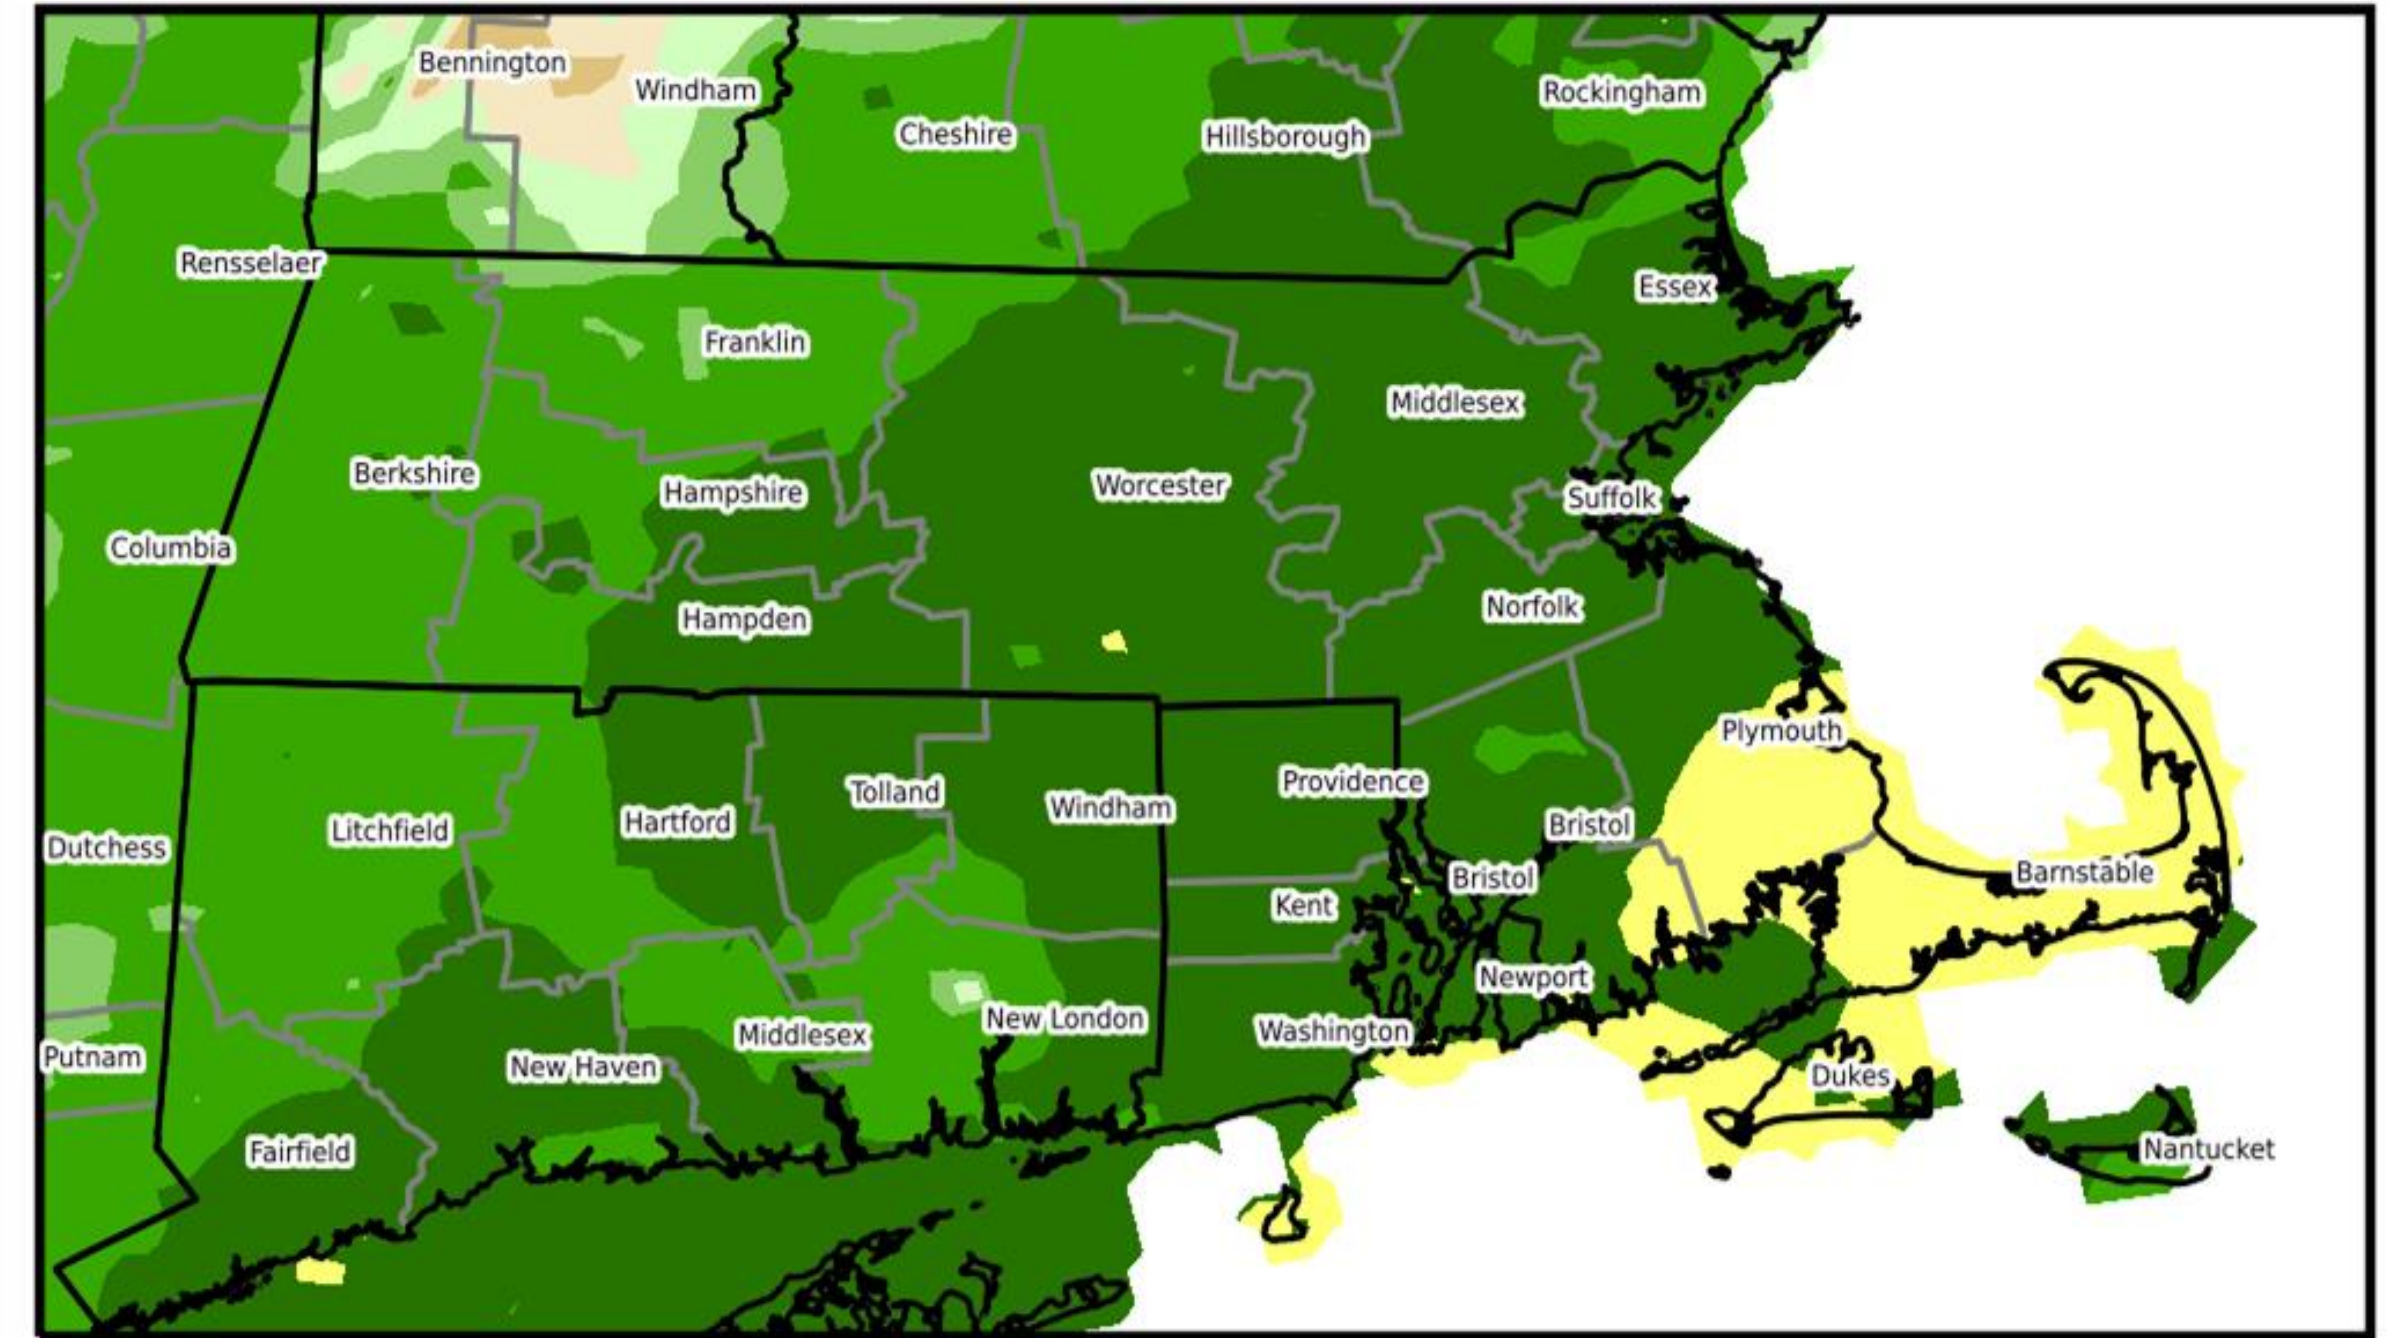 Bennington
Windham
Rockingham
Cheshire
Hillsborough
Rensselaer
Essex
Franklin
Middlesex
Berkshire
Hampshire
Worcester
Suffolk
Columbia
Hampden
Norfolk
Plymouth
Providence
Tolland
Windham
Hartford
Bristol
Litchfield
Dutchess
Barnstable
Bristol
Kent
Newport
New London
Washington
Middlesex
Putnam
New Haven
Dukes
Fairfield
Nantucket